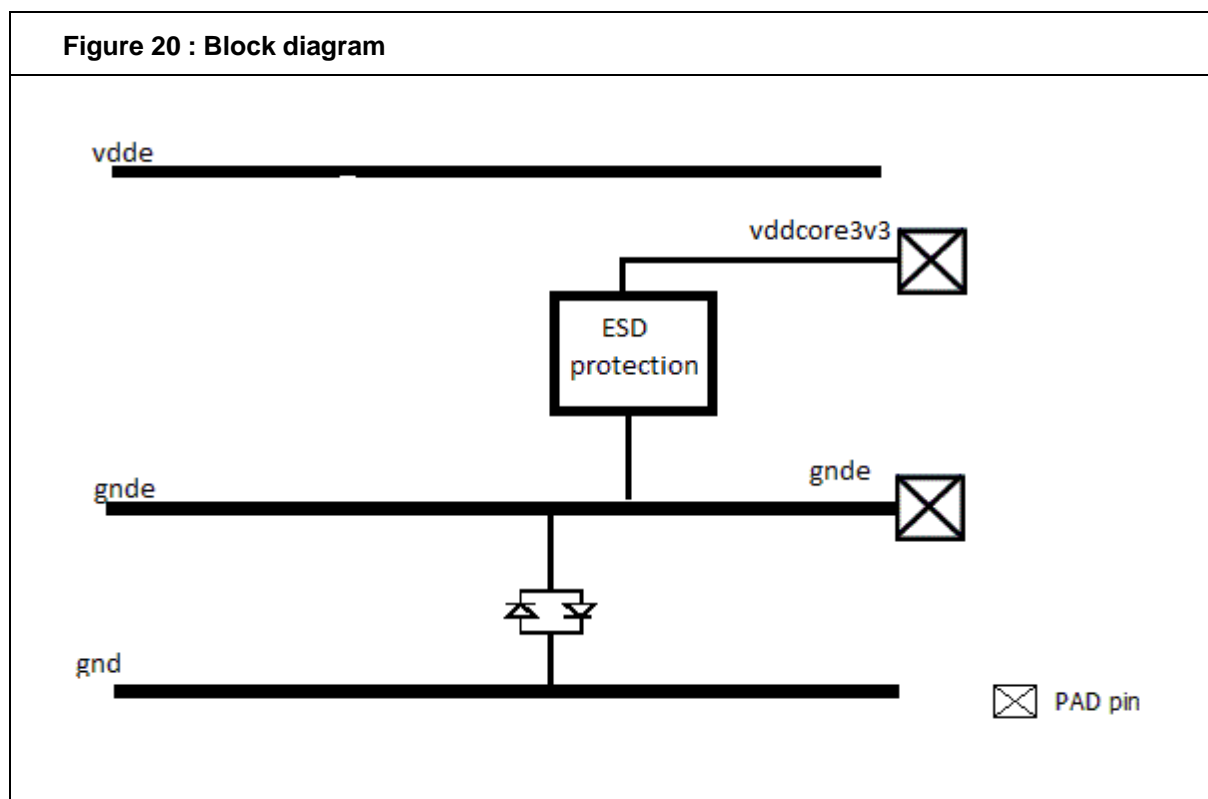 Figure 20 : Block diagram
vdde
vddcore3v3
ESD
protection
gnde
gnde
gnd
PAD pin